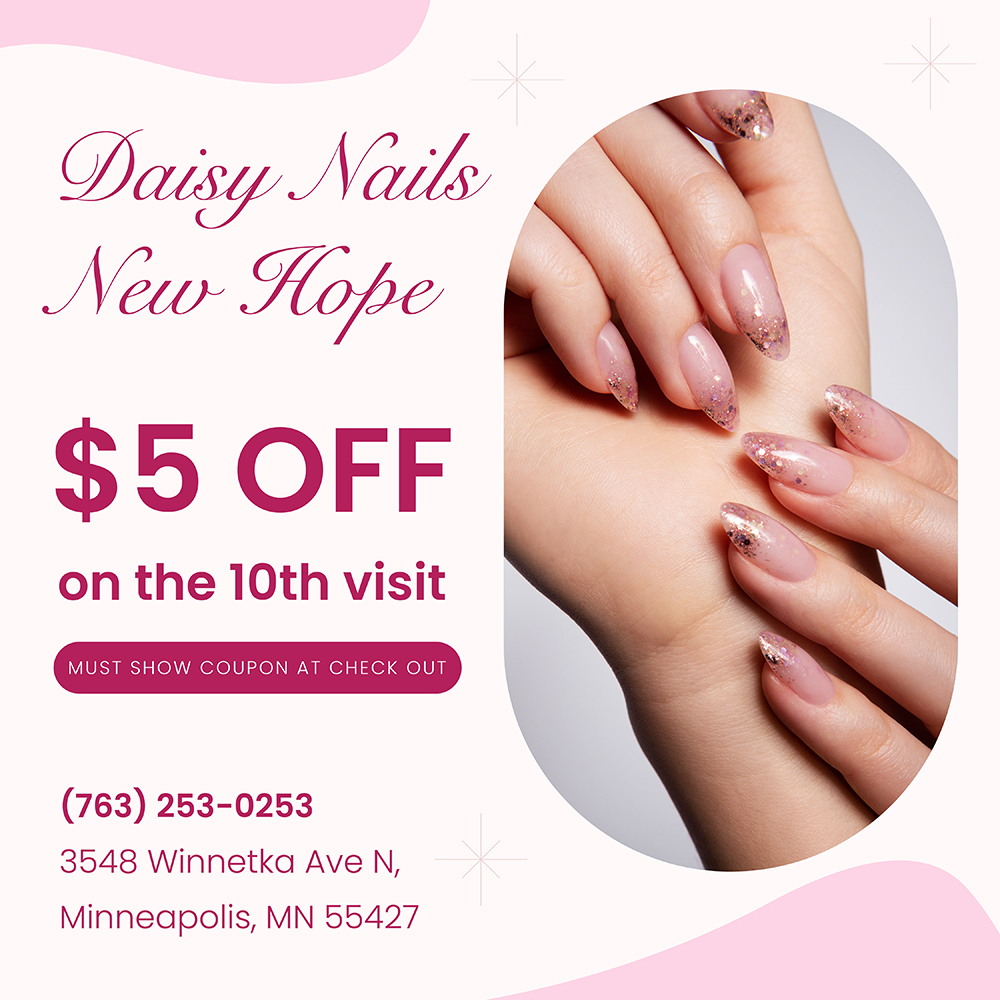 Daisy Nails
New Hope
$5 OFF
on the 10th visit
MUST SHOW COUPON AT CHECK OUT
(763) 253-0253
3548 Winnetka Ave N,
Minneapolis, MN 55427